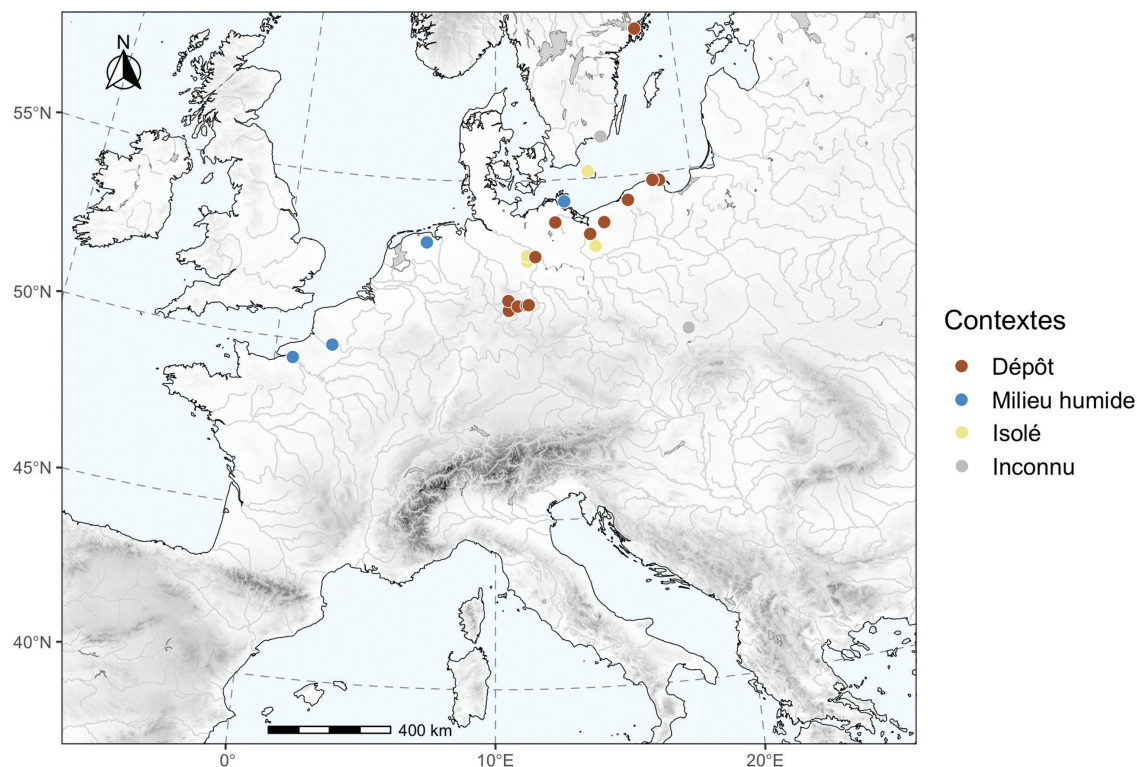 N
55°N
50°N
45°N
40°N
400 km
0°
10°E
20°E
Contextes
Dépôt
Milieu humide
Isolé
Inconnu